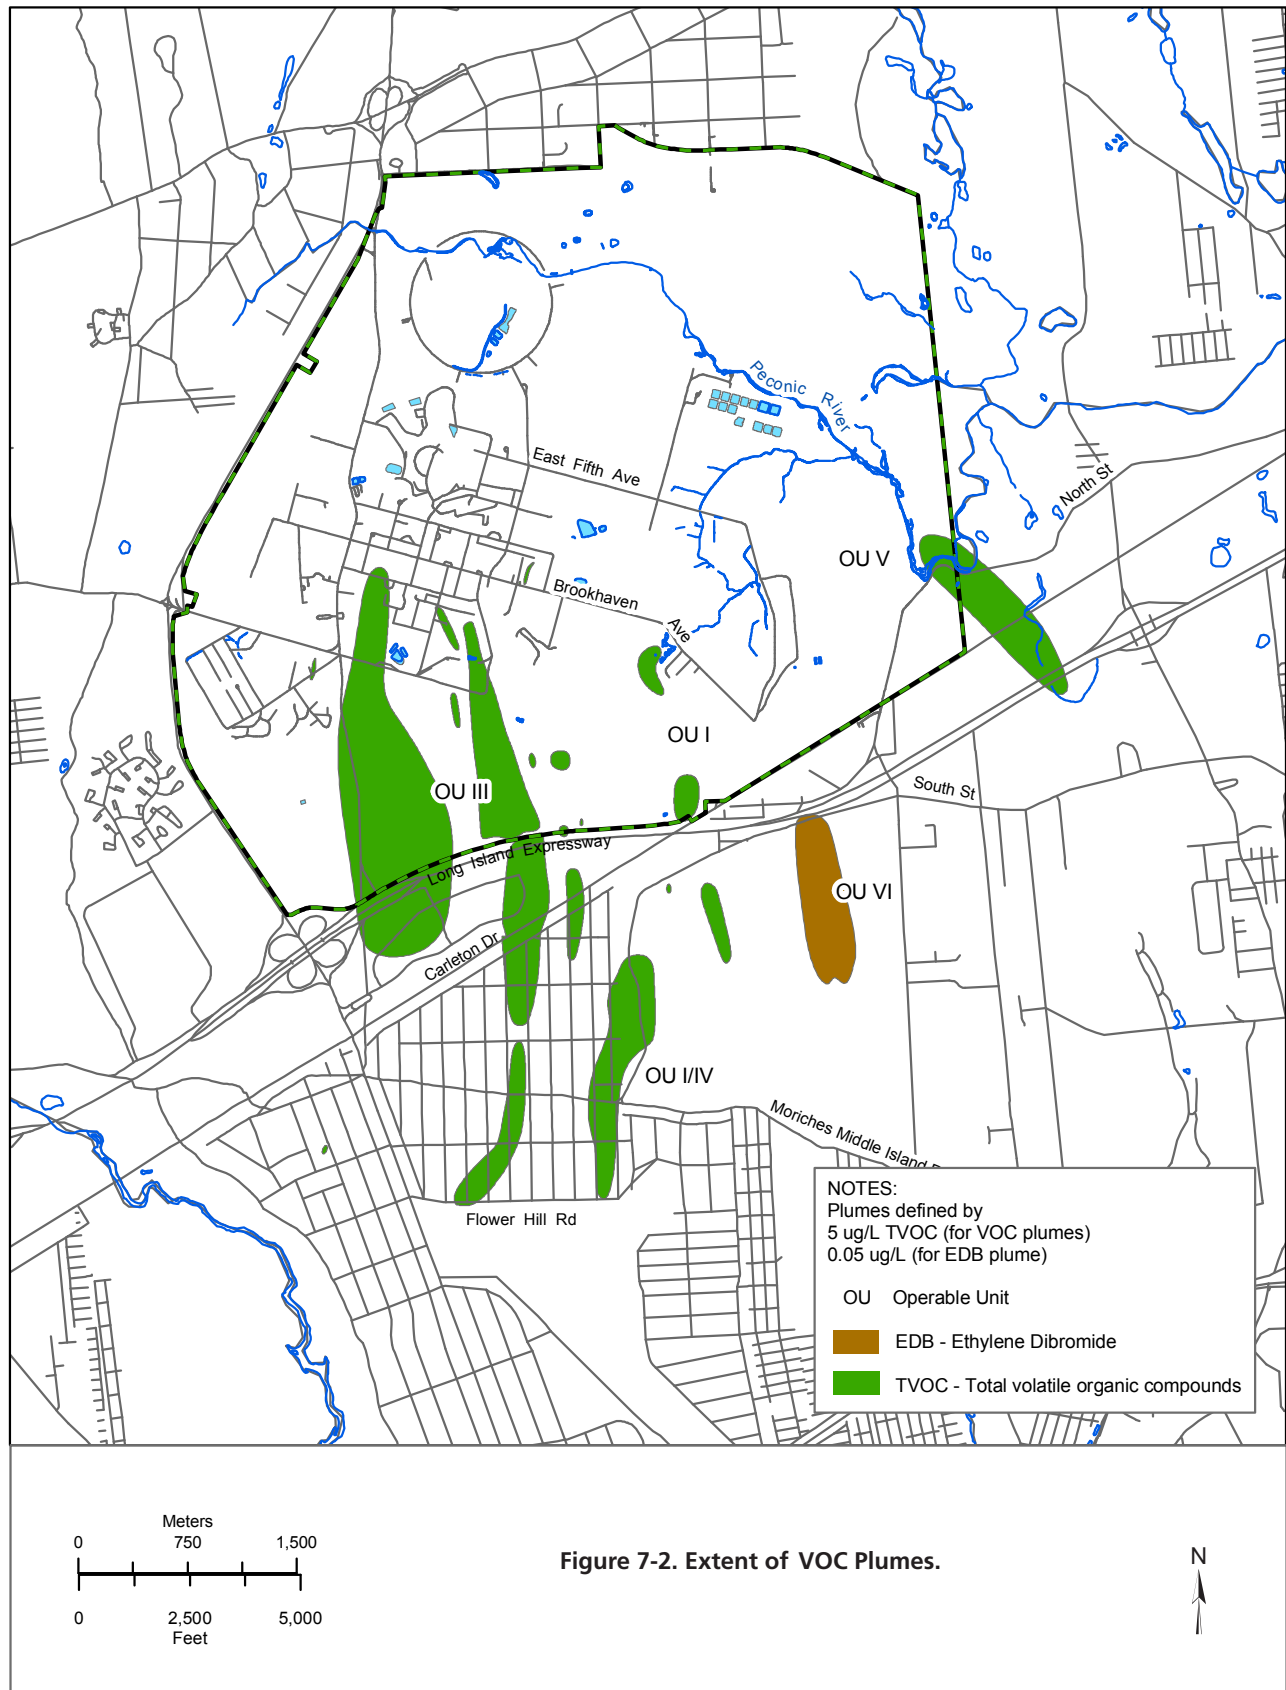 Peconic River
East Fifth Ave
North St
OU V
Brookhaven Ave
OU I
OU III
South St
Long Island Expressway
OU VI
Carleton Dr
OU I/IV
Moriches Middle Island
Flower Hill Rd
NOTES:
Plumes defined by
5 ug/L TVOC (for VOC plumes)
0.05 ug/L (for EDB plume)
OU Operable Unit
EDB - Ethylene Dibromide
TVOC - Total volatile organic compounds
Meters
0 750 1,500
0 2,500 5,000
Feet
Figure 7-2. Extent of VOC Plumes.
N